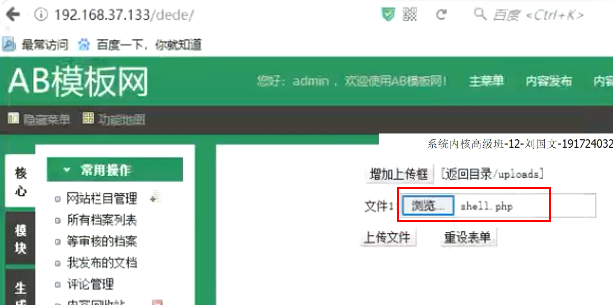 192.168.37.133/dede/
百度 <Ctrl+K>
最常访问 百度一下，你就知道
AB模板网
您好：admin ，欢迎使用AB模板网！ 主菜单 内容发布 内容
隐藏菜单 功能地图
系统内核高级班-12-刘国文-191724032
核心
常用操作
网站栏目管理
所有档案列表
等审核的档案
我发布的文档
评论管理
内容回收站
模块
生成
增加上传框 [返回目录/uploads]
文件1 浏览... shell.php
上传文件 重设表单